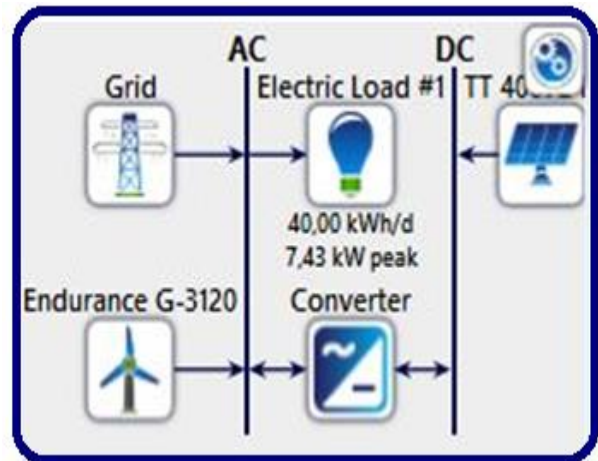 AC
DC
Grid
Electric Load #1
TT
40,00 kWh/d
7,43 kW peak
Endurance G-3120
Converter